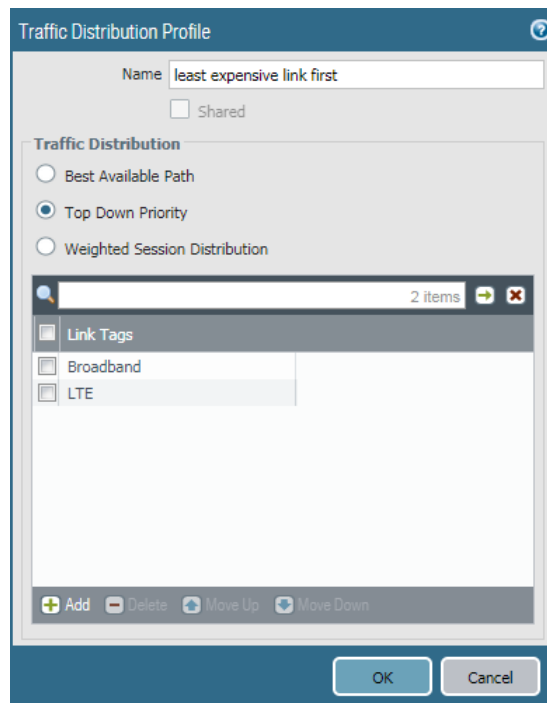 Traffic Distribution Profile ?
Name least expensive link first
Shared
Traffic Distribution
Best Available Path
Top Down Priority
Weighted Session Distribution
2 items
Link Tags
Broadband
LTE
Add Delete Move Up Move Down
OK Cancel